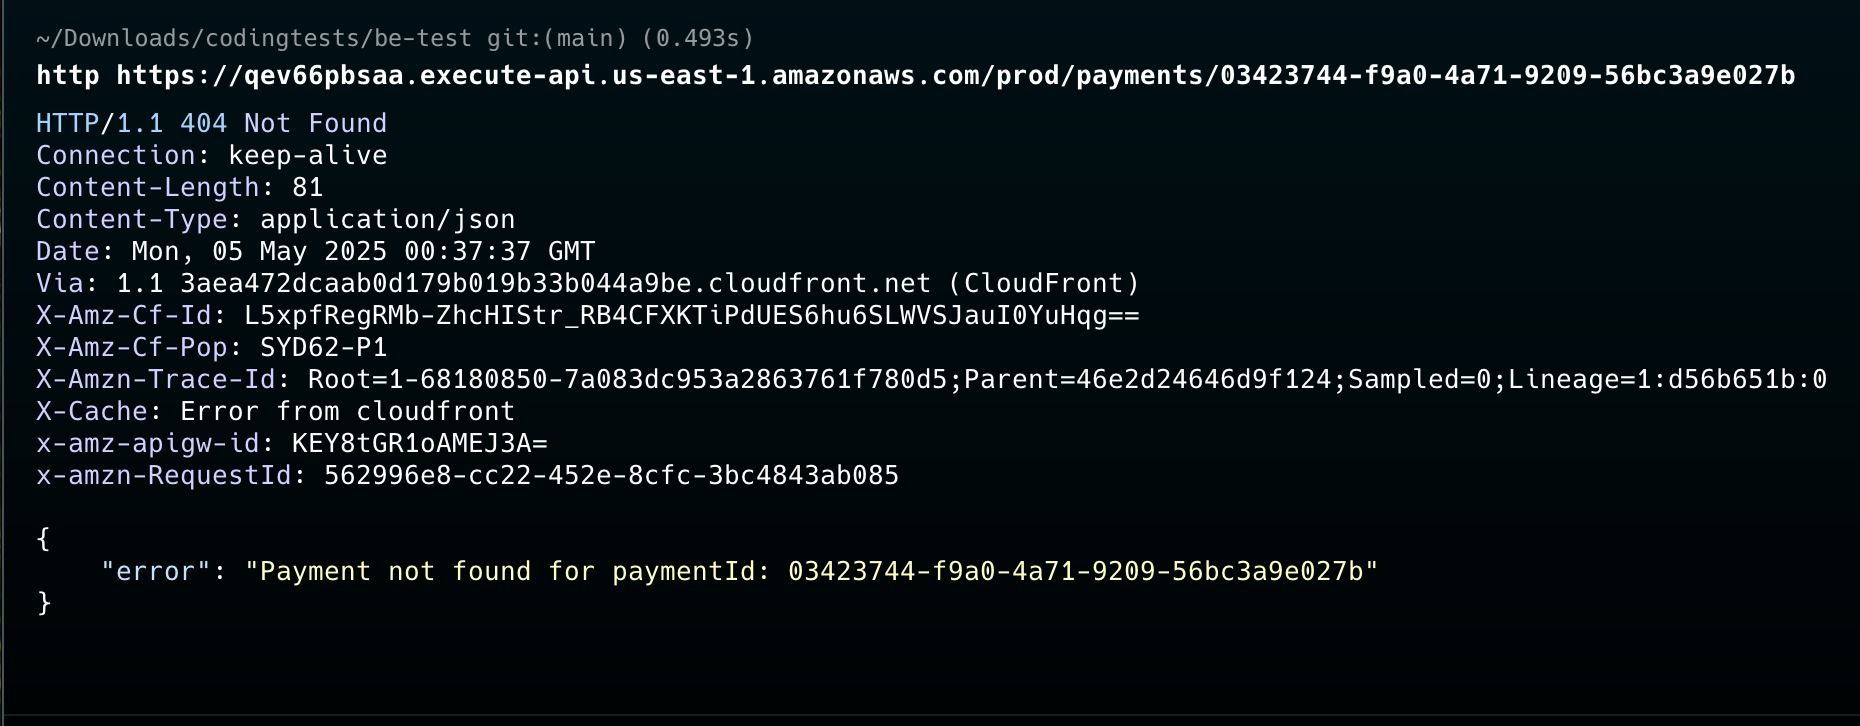 ~/Downloads/codingtests/be-test git:(main) (0.493s)
http https://qev66pbsaa.execute-api.us-east-1.amazonaws.com/prod/payments/03423744-f9a0-4a71-9209-56bc3a9e027b
HTTP/1.1 404 Not Found
Connection: keep-alive
Content-Length: 81
Content-Type: application/json
Date: Mon, 05 May 2025 00:37:37 GMT
Via: 1.1 3aea472dcaab0d179b019b33b044a9be.cloudfront.net (CloudFront)
X-Amz-Cf-Id: L5xpfRegRMb-ZhcHIStr_RB4CFXKTiPdUES6hu6SLWVSJauI0YuHqg==
X-Amz-Cf-Pop: SYD62-P1
X-Amzn-Trace-Id: Root=1-68180850-7a083dc953a2863761f780d5;Parent=46e2d24646d9f124;Sampled=0;Lineage=1:d56b651b:0
X-Cache: Error from cloudfront
x-amz-apigw-id: KEY8tGR1oAMEJ3A=
x-amzn-RequestId: 562996e8-cc22-452e-8cfc-3bc4843ab085
{
    "error": "Payment not found for paymentId: 03423744-f9a0-4a71-9209-56bc3a9e027b"
}